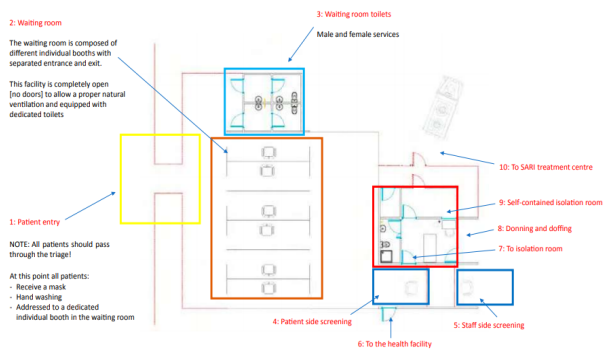 2: Waiting room
The waiting room is composed of
different individual booths with
separated entrance and exit.
This facility is completely open
[no doors] to allow a proper natural
ventilation and equipped with
dedicated toilets
3: Waiting room toilets
Male and female services
1: Patient entry
NOTE: All patients should pass
through the triage!
At this point all patients:
- Receive a mask
- Hand washing
- Addressed to a dedicated
individual booth in the waiting room
10: To SARI treatment centre
9: Self-contained isolation room
8: Donning and doffing
7: To isolation room
4: Patient side screening
5: Staff side screening
6: To the health facility